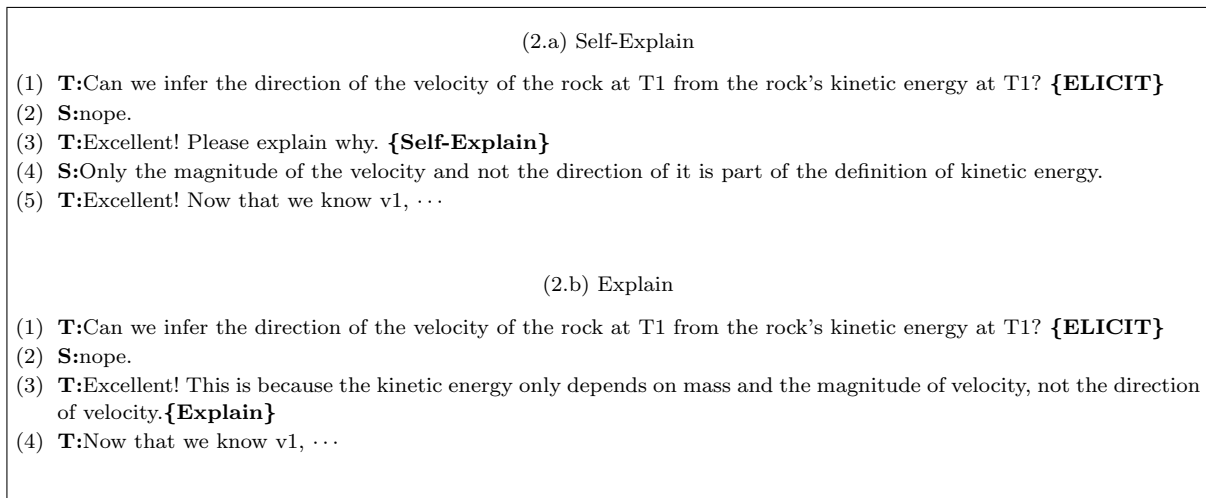 (2.a) Self-Explain
(1) T:Can we infer the direction of the velocity of the rock at T1 from the rock's kinetic energy at T1? {ELICIT}
(2) S:nope.
(3) T:Excellent! Please explain why. {Self-Explain}
(4) S:Only the magnitude of the velocity and not the direction of it is part of the definition of kinetic energy.
(5) T:Excellent! Now that we know v1, ···
(2.b) Explain
(1) T:Can we infer the direction of the velocity of the rock at T1 from the rock's kinetic energy at T1? {ELICIT}
(2) S:nope.
(3) T:Excellent! This is because the kinetic energy only depends on mass and the magnitude of velocity, not the direction
of velocity.{Explain}
(4) T:Now that we know v1, ···